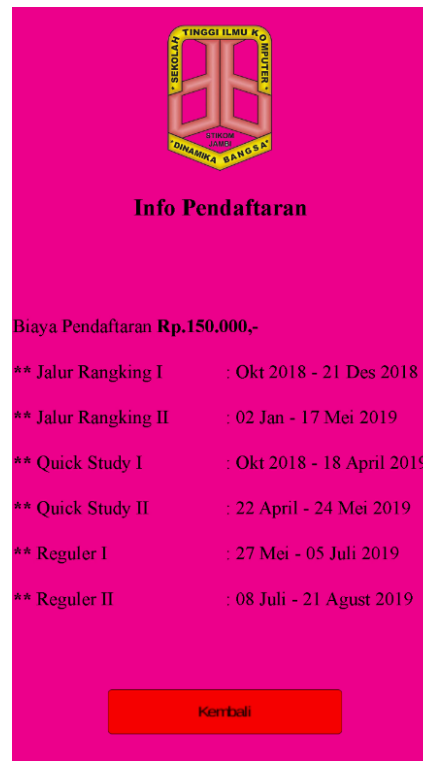 SEKOLAH TINGGI ILMU KOMPUTER
STIKOM
JAMBI
*DINAMIKA BANGSA*
Info Pendaftaran
Biaya Pendaftaran Rp,150.000,-
** Jalur Rangking I : Okt 2018 - 21 Des 2018
** Jalur Rangking II : 02 Jan - 17 Mei 2019
** Quick Study I : Okt 2018 - 18 April 2019
** Quick Study II : 22 April - 24 Mei 2019
** Reguler I : 27 Mei - 05 Juli 2019
** Reguler II : 08 Juli - 21 Agust 2019
Kembali